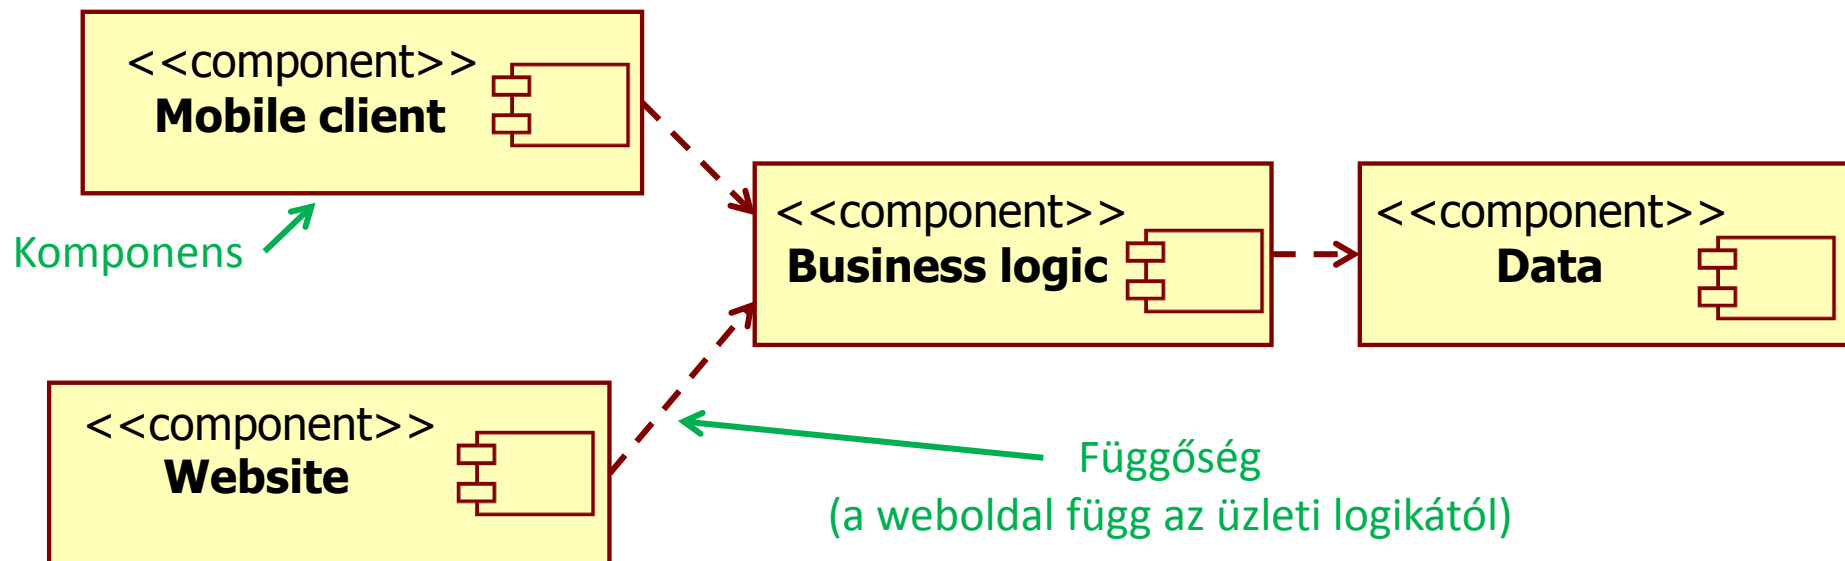 <<component>>
Mobile client
Komponens
<<component>>
Business logic
<<component>>
Data
<<component>>
Website
Függőség
(a weboldal függ az üzleti logikától)